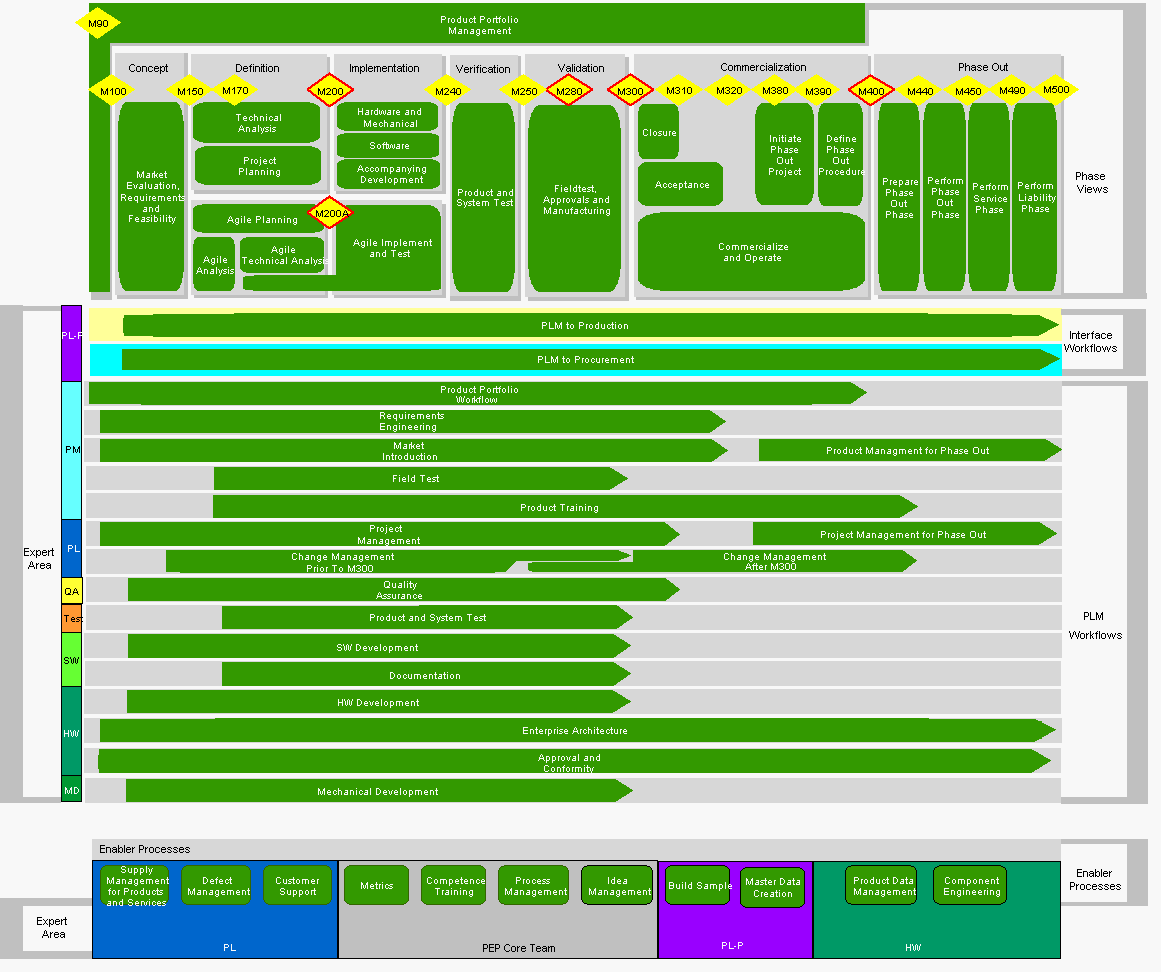 M90
Product Portfolio
Management
Concept
Definition
Implementation
Verification
Validation
Commercialization
Phase Out
M100
M150
M170
M200
M240
M250
M280
M300
M310
M320
M380
M390
M400
M440
M450
M490
M500
Market
Evaluation,
Requirements
and
Feasibility
Technical
Analysis
Project
Planning
Agile Planning
M200A
Agile
Analysis
Agile
Technical Analysis
Hardware and
Mechanical
Software
Accompanying
Development
Agile Implement
and Test
Product and
System Test
Fieldtest,
Approvals and
Manufacturing
Closure
Acceptance
Initiate
Phase
Out
Project
Define
Phase
Out
Procedure
Commercialize
and Operate
Prepare
Phase
Out
Phase
Perform
Phase
Out
Phase
Perform
Service
Phase
Perform
Liability
Phase
Phase
Views
PL-P
PLM to Production
PLM to Procurement
Interface
Workflows
Expert
Area
PM
Product Portfolio
Workflow
Requirements
Engineering
Market
Introduction
Product Managment for Phase Out
Field Test
Product Training
PL
Project
Management
Project Management for Phase Out
Change Management
Prior To M300
Change Management
After M300
QA
Quality
Assurance
Test
Product and System Test
SW
SW Development
Documentation
HW
HW Development
Enterprise Architecture
Approval and
Conformity
MD
Mechanical Development
PLM
Workflows
Enabler Processes
Supply
Management
for Products
and Services
Defect
Management
Customer
Support
PL
Metrics
Competence
Training
Process
Management
Idea
Management
PEP Core Team
Build Sample
Master Data
Creation
PL-P
Product Data
Management
Component
Engineering
HW
Enabler
Processes
Expert
Area